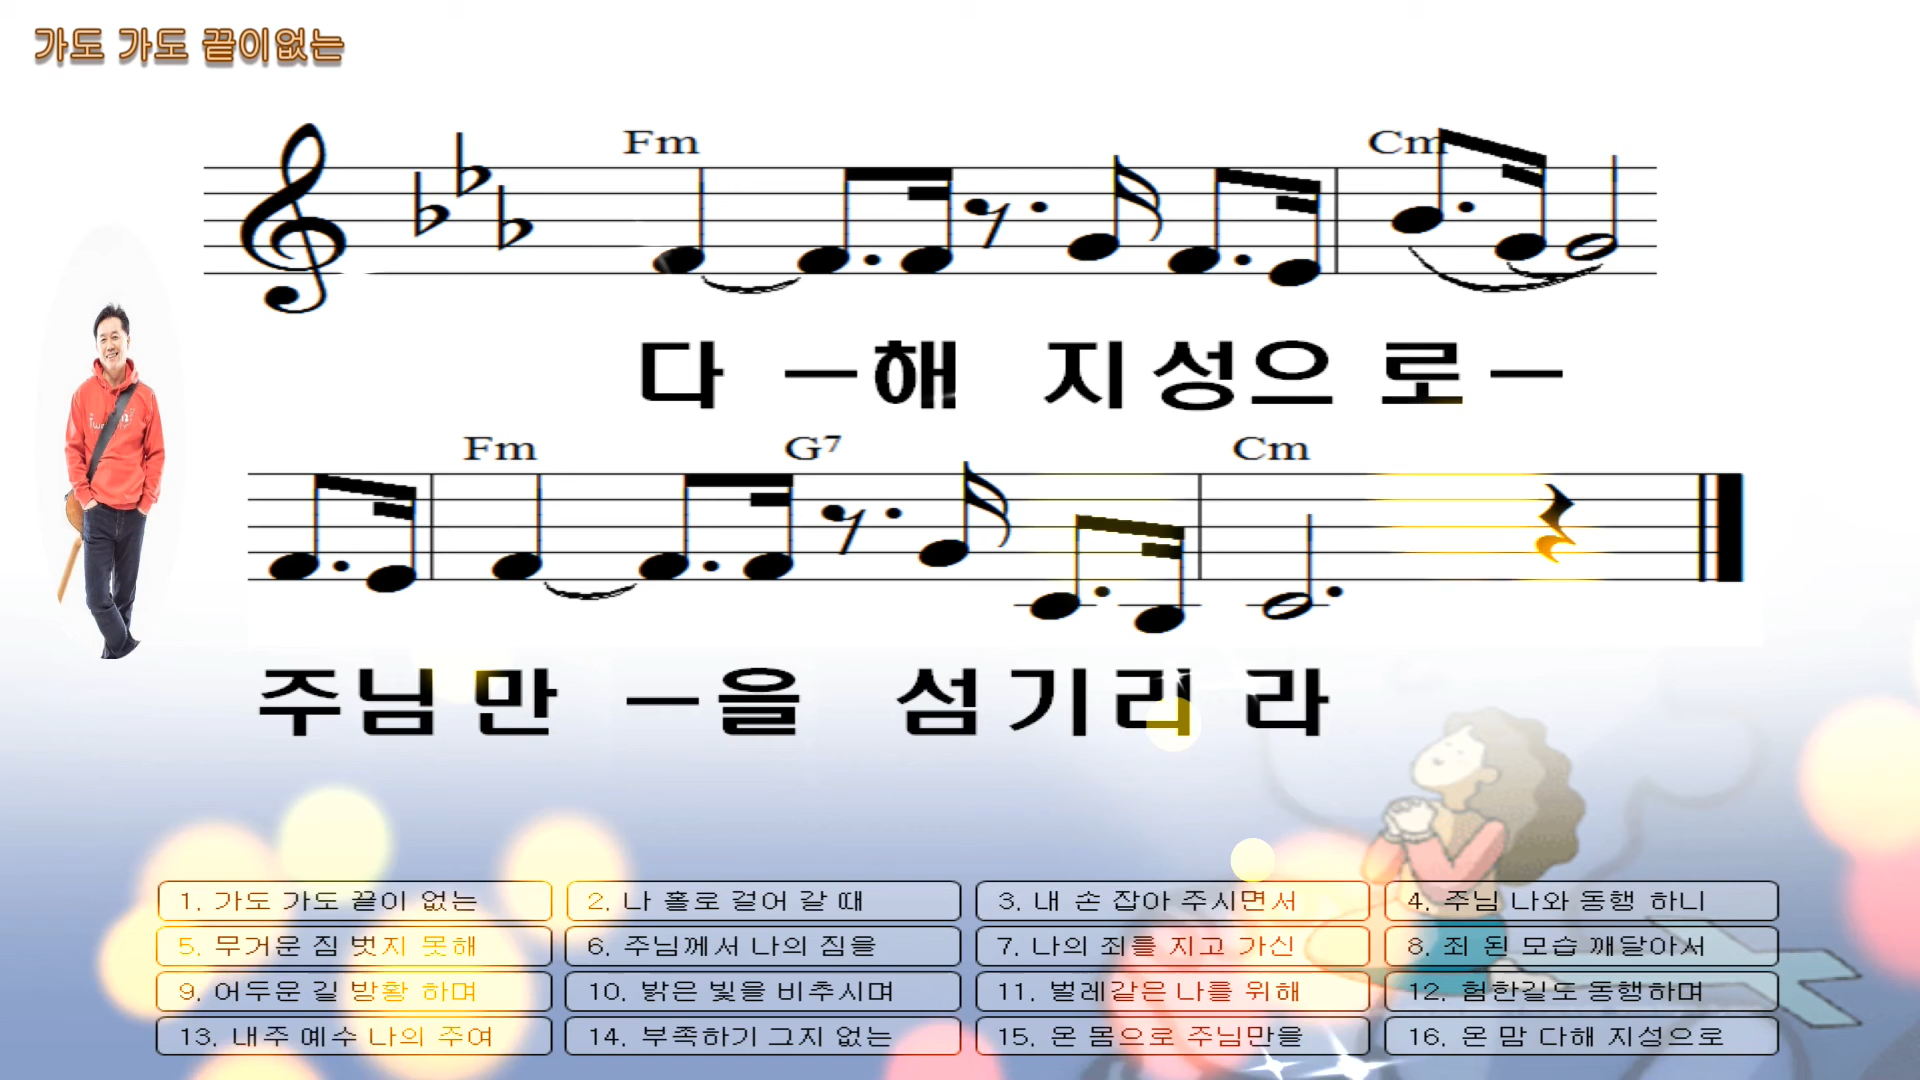 가도 가도 끝이없는
Fm Cm
다 -해 지성으 로-
Fm G7 Cm
주님 만 -을 섬기리 라
1. 가도 가도 끝이 없는
2. 나 홀로 걸어 갈 때
3. 내 손 잡아 주시면서
4. 주님 나와 동행 하니
5. 무거운 짐 벗지 못해
6. 주님께서 나의 짐을
7. 나의 죄를 지고 가신
8. 죄 된 모습 깨달아서
9. 어두운 길 방황 하며
10. 밝은 빛을 비추시며
11. 벌레같은 나를 위해
12. 험한길도 동행하며
13. 내주 예수 나의 주여
14. 부족하기 그지 없는
15. 온 몸으로 주님만을
16. 온 맘 다해 지성으로